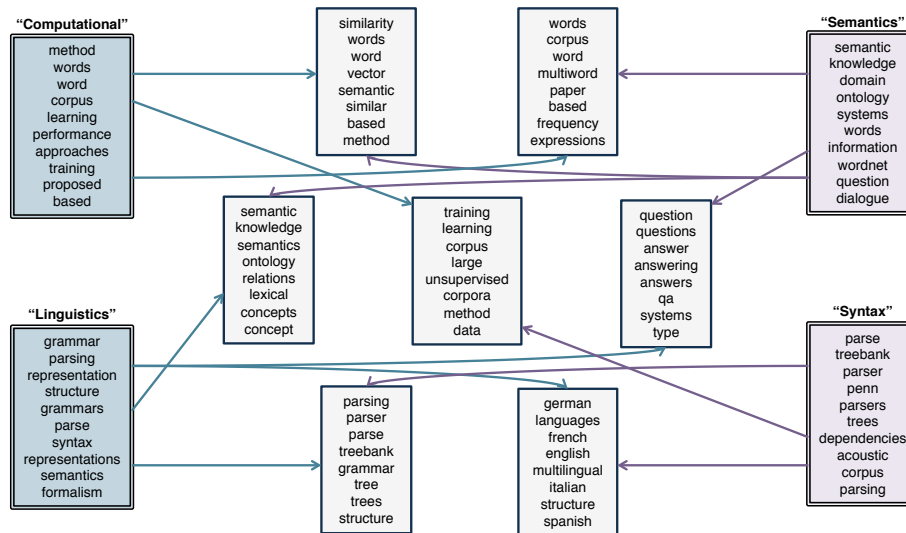 “Computational”
method
words
word
corpus
learning
performance
approaches
training
proposed
based
similarity
words
word
vector
semantic
similar
based
method
words
corpus
word
multiword
paper
based
frequency
expressions
“Semantics”
semantic
knowledge
domain
ontology
systems
words
information
wordnet
question
dialogue
semantic
knowledge
semantics
ontology
relations
lexical
concepts
concept
training
learning
corpus
large
unsupervised
corpora
method
data
question
questions
answer
answering
answers
qa
systems
type
“Linguistics”
grammar
parsing
representation
structure
grammars
parse
syntax
representations
semantics
formalism
parsing
parser
parse
treebank
grammar
tree
trees
structure
german
languages
french
english
multilingual
italian
structure
spanish
“Syntax”
parse
treebank
parser
penn
parsers
trees
dependencies
acoustic
corpus
parsing